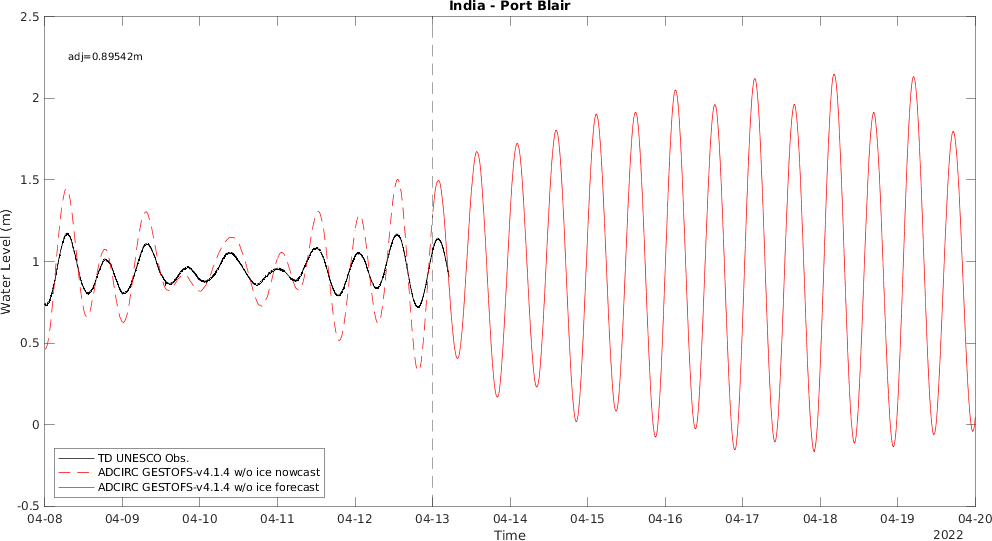 India - Port Blair
adj=0.89542m
2.5
2
1.5
1
0.5
0
-0.5
Water Level (m)
TD UNESCO Obs.
ADCIRC GESTOFS-v4.1.4 w/o ice nowcast
ADCIRC GESTOFS-v4.1.4 w/o ice forecast
04-08 04-09 04-10 04-11 04-12 04-13 04-14 04-15 04-16 04-17 04-18 04-19 04-20
Time
2022